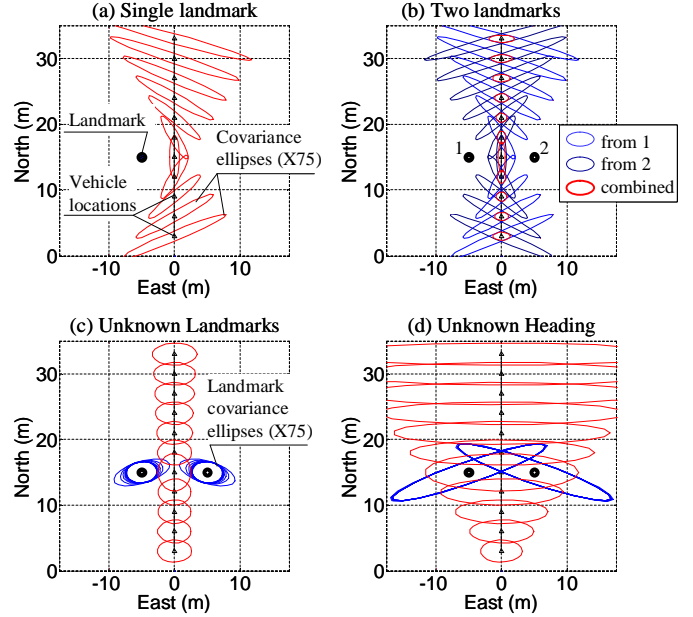 (a) Single landmark
(b) Two landmarks
North (m)
30
20
10
0
Landmark
Vehicle
locations
Covariance
ellipses (X75)
-10 0 10
East (m)
North (m)
30
20
10
0
1
2
from 1
from 2
combined
-10 0 10
East (m)
(c) Unknown Landmarks
(d) Unknown Heading
North (m)
30
20
10
0
Landmark
covariance
ellipses (X75)
-10 0 10
East (m)
North (m)
30
20
10
0
-10 0 10
East (m)